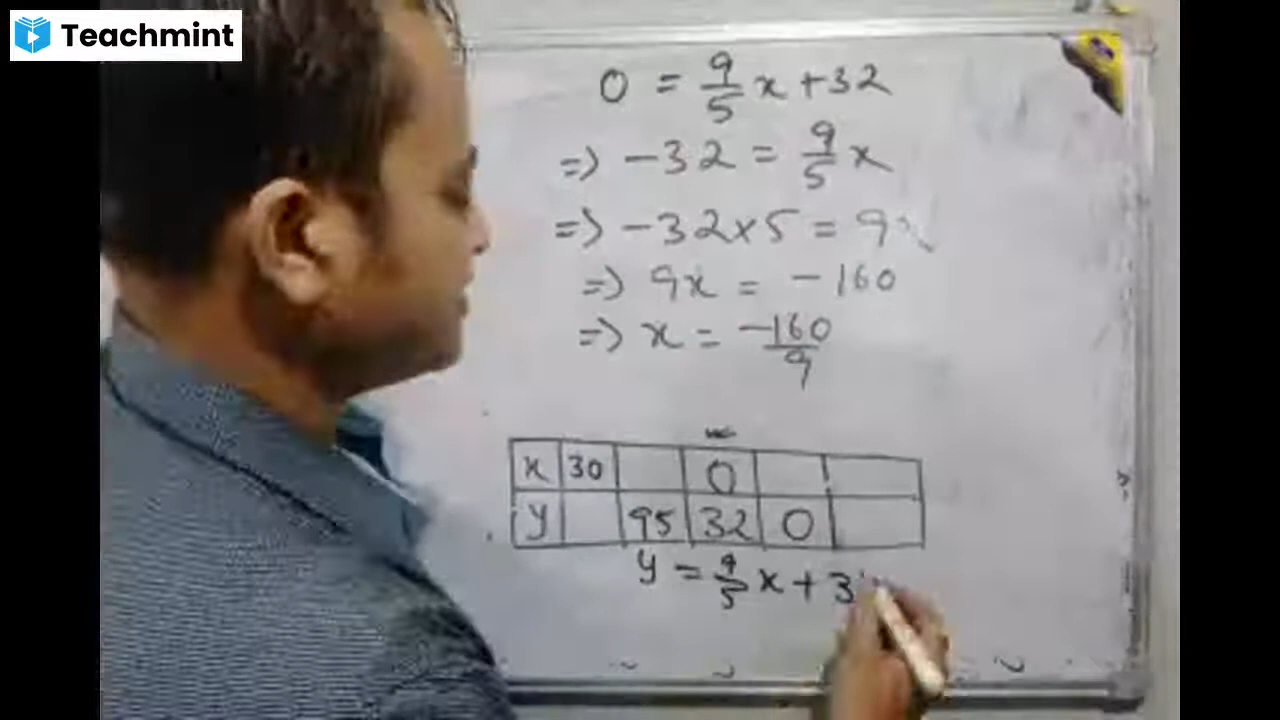 Teachmint
0 = 9/5 x + 32
=> -32 = 9/5 x
=> -32 x 5 = 9x
=> 9x = -160
=> x = -160/9
x 30 0
y 95 32 0
y = 9/5 x + 3